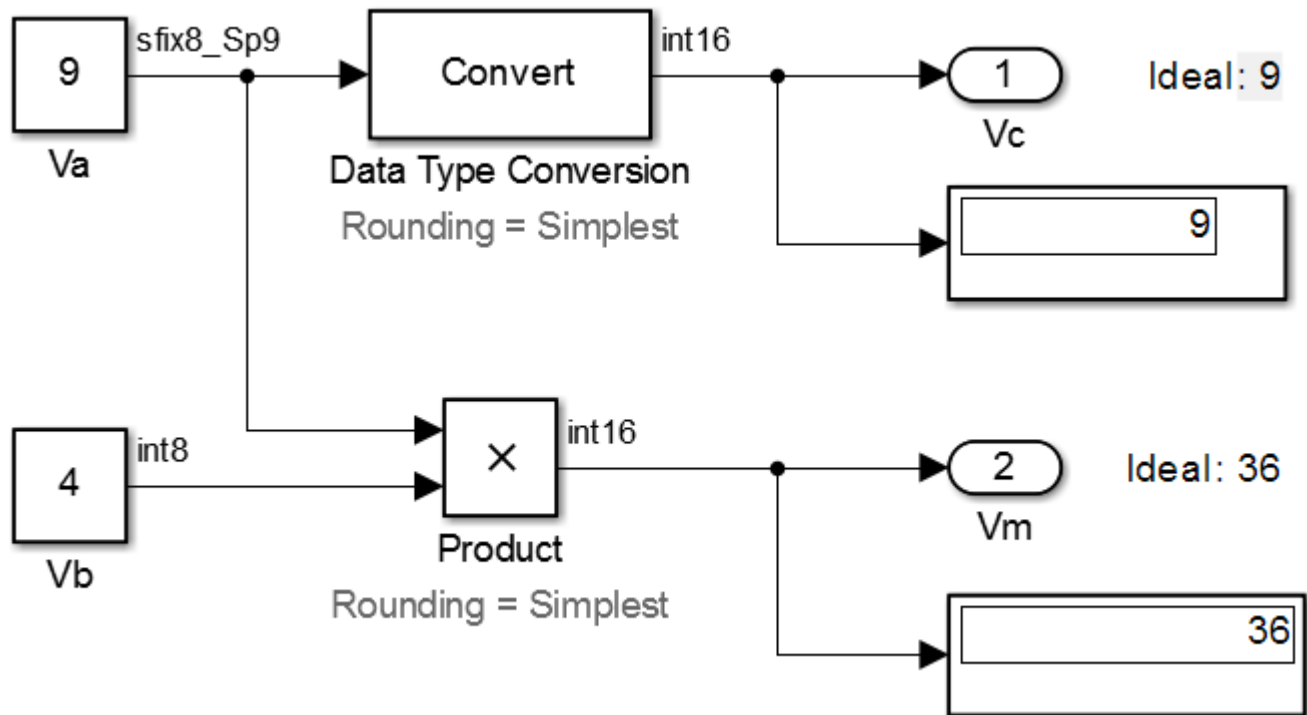 sfix8_Sp9
int16
9
Convert
1
Ideal: 9
Va
Vc
Data Type Conversion
Rounding = Simplest
9
int8
int16
4
×
2
Ideal: 36
Vb
Product
Vm
Rounding = Simplest
36